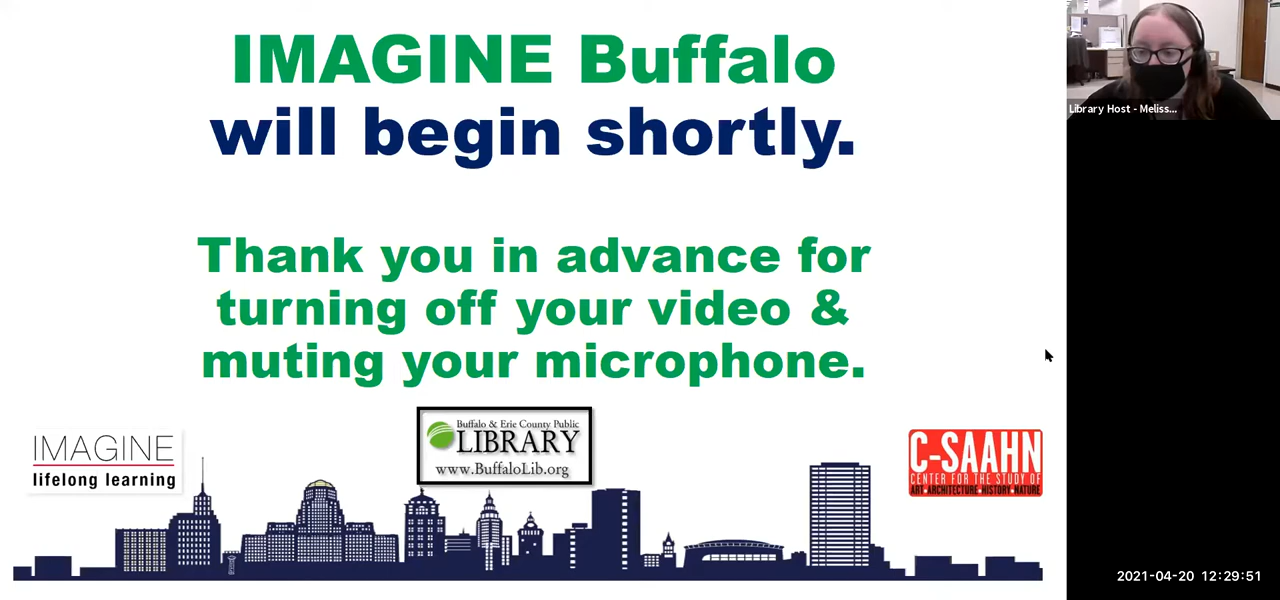 IMAGINE Buffalo
will begin shortly.
Thank you in advance for
turning off your video &
muting your microphone.
IMAGINE
lifelong learning
Buffalo & Erie County Public
LIBRARY
www.BuffaloLib.org
C-SAAHN
CENTER FOR THE STUDY OF
ART•ARCHITECTURE•HISTORY•NATURE
Library Host - Meliss...
2021-04-20 12:29:51